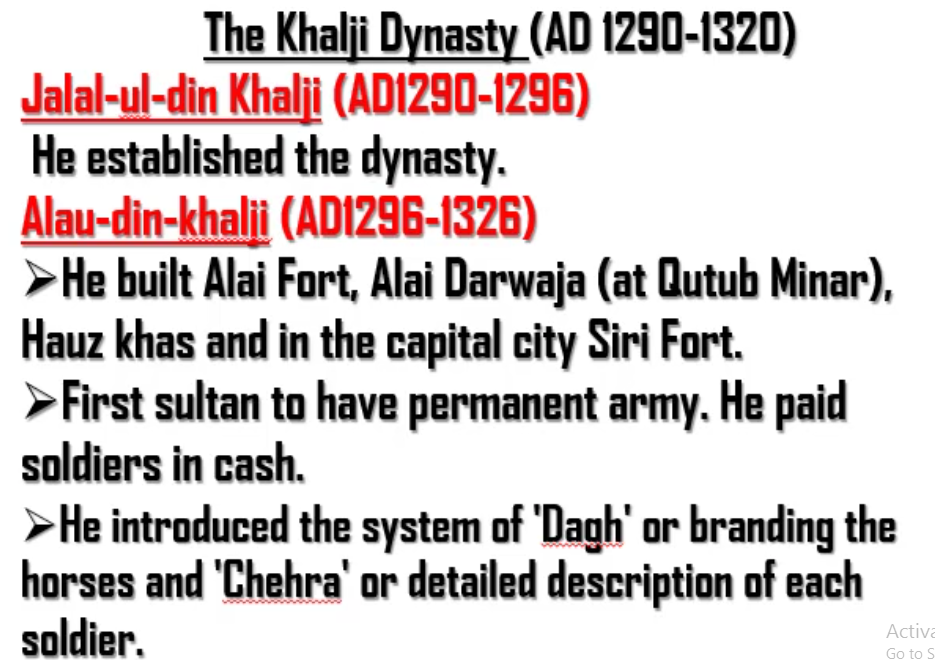 The Khalji Dynasty (AD 1290-1320)
Jalal-ul-din Khalji (AD1290-1296)
He established the dynasty.
Alau-din-khalji (AD1296-1326)
➢He built Alai Fort, Alai Darwaja (at Qutub Minar),
Hauz khas and in the capital city Siri Fort.
➢First sultan to have permanent army. He paid
soldiers in cash.
➢He introduced the system of 'Dagh' or branding the
horses and 'Chehra' or detailed description of each
soldier.
Activa
Go to S